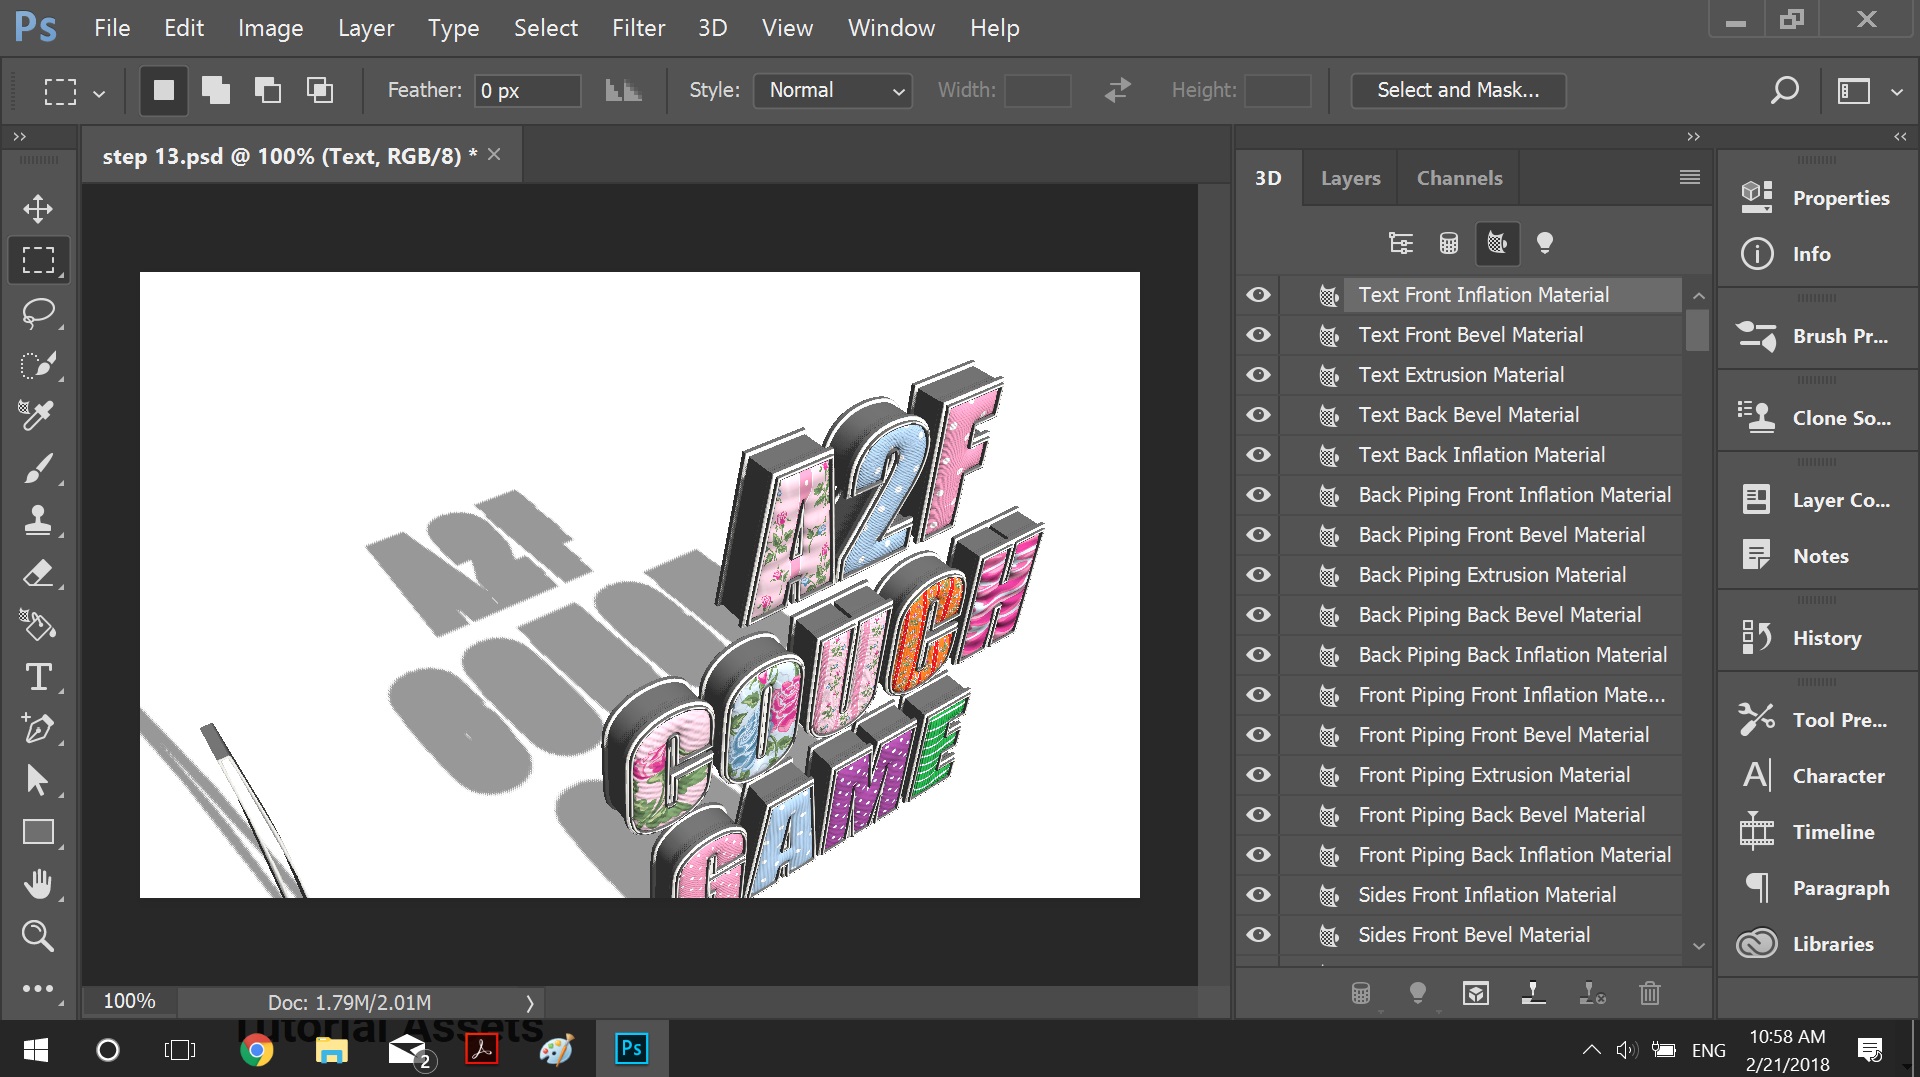 Ps File Edit Image Layer Type Select Filter 3D View Window Help
Feather: 0 px Style: Normal Width: Height: Select and Mask...
step 13.psd @ 100% (Text, RGB/8) *
3D Layers Channels
Text Front Inflation Material
Text Front Bevel Material
Text Extrusion Material
Text Back Bevel Material
Text Back Inflation Material
Back Piping Front Inflation Material
Back Piping Front Bevel Material
Back Piping Extrusion Material
Back Piping Back Bevel Material
Back Piping Back Inflation Material
Front Piping Front Inflation Mate...
Front Piping Front Bevel Material
Front Piping Extrusion Material
Front Piping Back Bevel Material
Front Piping Back Inflation Material
Sides Front Inflation Material
Sides Front Bevel Material
Properties
Info
Brush Pr...
Clone So...
Layer Co...
Notes
History
Tool Pre...
Character
Timeline
Paragraph
Libraries
A2F
COUCH
GAME
100% Doc: 1.79M/2.01M
Tutorial Assets
2
Ps
ENG
10:58 AM
2/21/2018